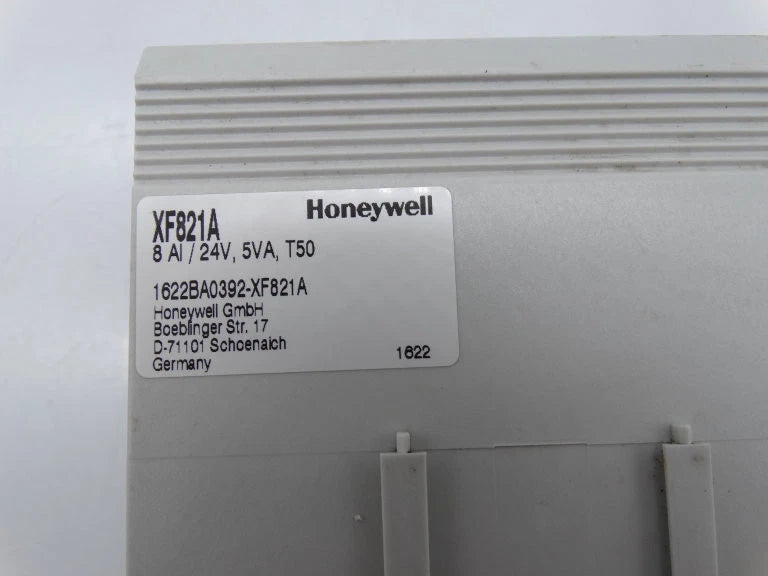 XF821A
Honeywell
8 AI / 24V, 5VA, T50
1622BA0392-XF821A
Honeywell GmbH
Boeblinger Str. 17
D-71101 Schoenaich
Germany
1622